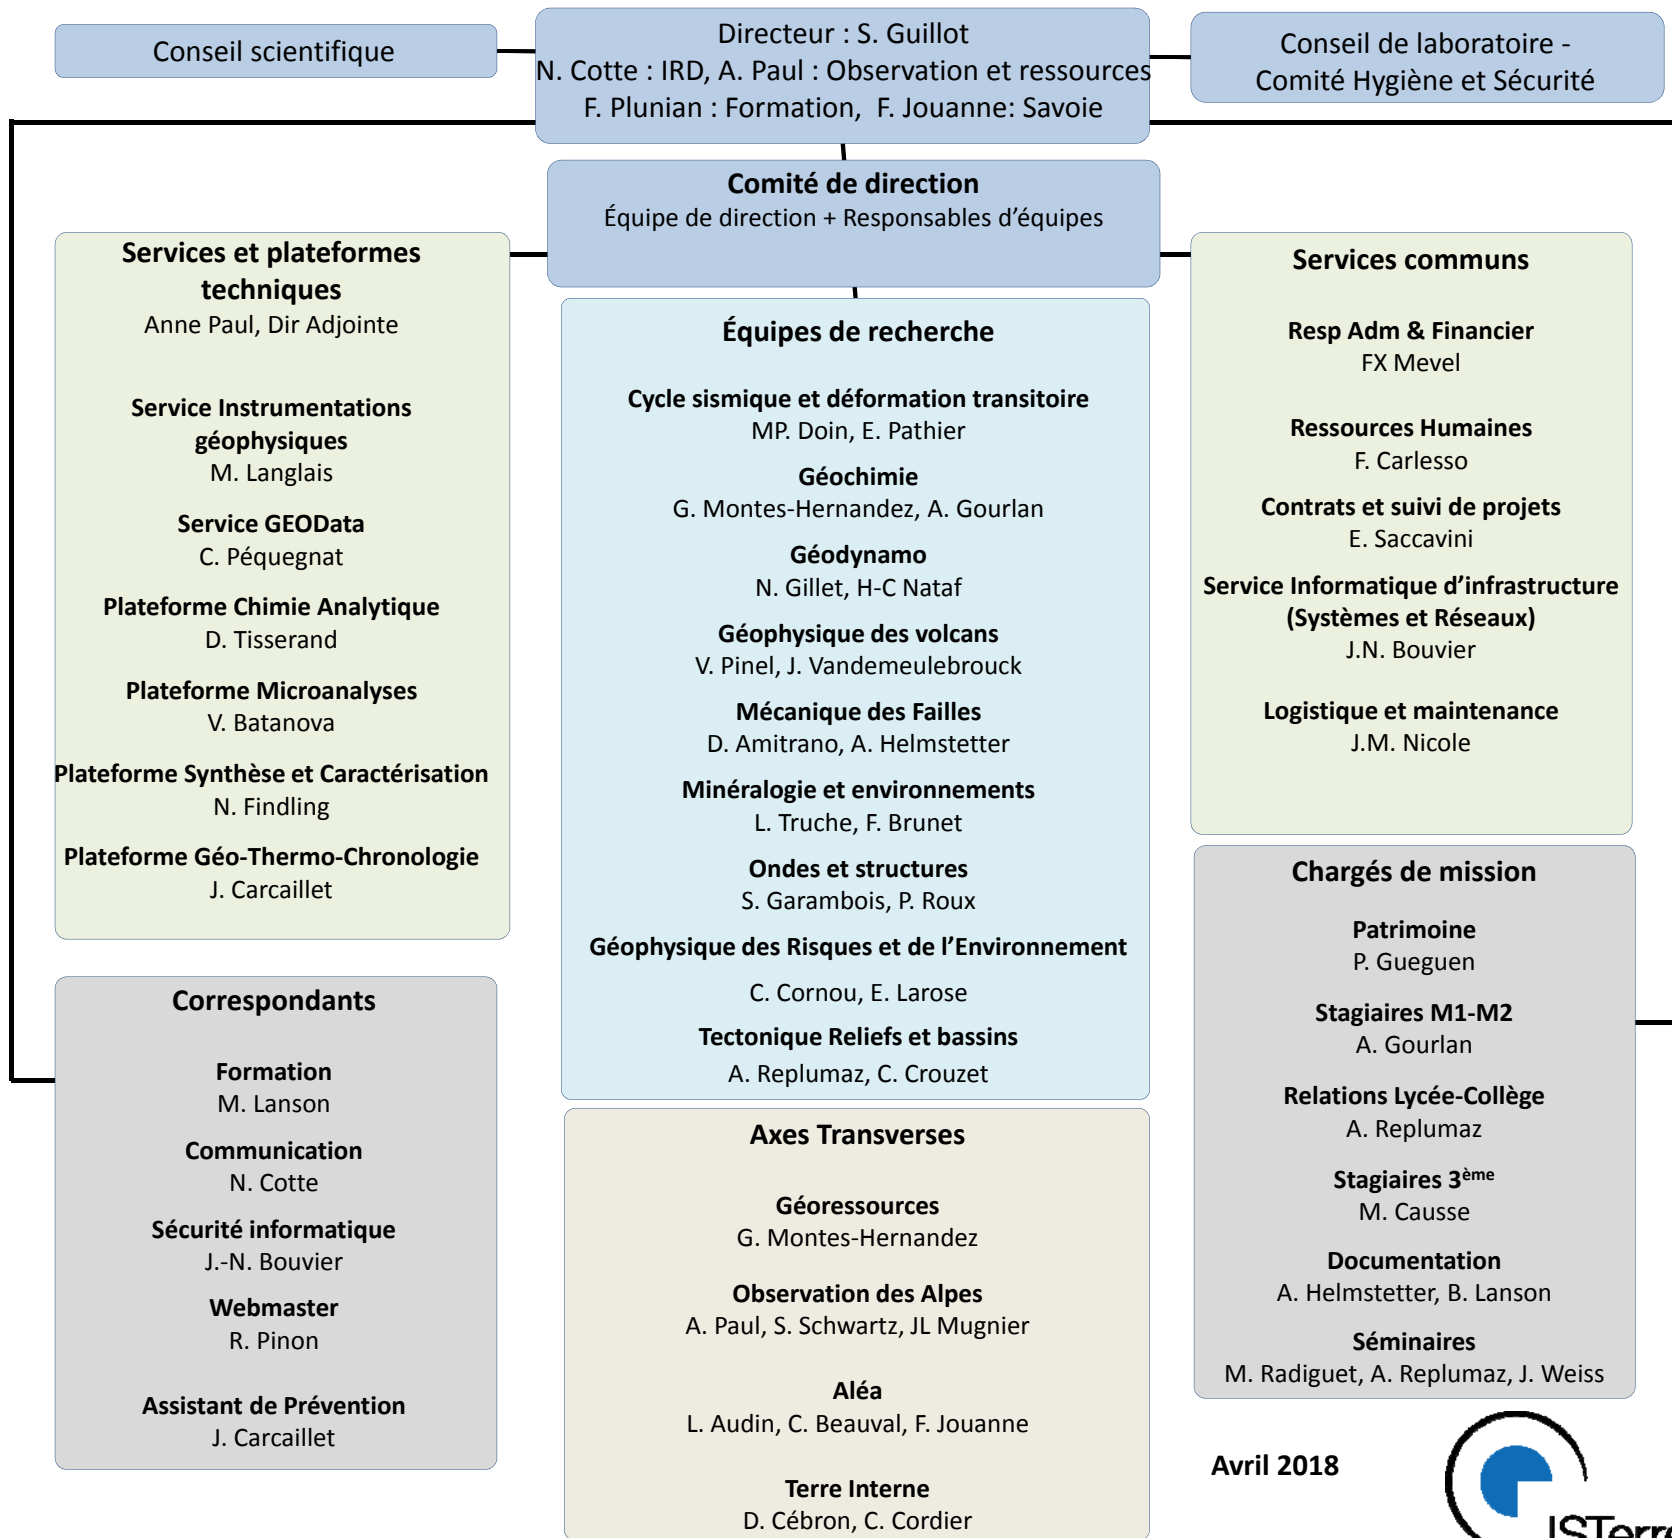 Conseil scientifique
Directeur : S. Guillot
N. Cotte : IRD, A. Paul : Observation et ressources
F. Plunian : Formation,  F. Jouanne: Savoie
Conseil de laboratoire -
Comité Hygiène et Sécurité
Comité de direction
Équipe de direction + Responsables d'équipes
Services et plateformes
techniques
Anne Paul, Dir Adjointe
Service Instrumentations
géophysiques
M. Langlais
Service GEOData
C. Péquegnat
Plateforme Chimie Analytique
D. Tisserand
Plateforme Microanalyses
V. Batanova
Plateforme Synthèse et Caractérisation
N. Findling
Plateforme Géo-Thermo-Chronologie
J. Carcaillet
Correspondants
Formation
M. Lanson
Communication
N. Cotte
Sécurité informatique
J.-N. Bouvier
Webmaster
R. Pinon
Assistant de Prévention
J. Carcaillet
Équipes de recherche
Cycle sismique et déformation transitoire
MP. Doin, E. Pathier
Géochimie
G. Montes-Hernandez, A. Gourlan
Géodynamo
N. Gillet, H-C Nataf
Géophysique des volcans
V. Pinel, J. Vandemeulebrouck
Mécanique des Failles
D. Amitrano, A. Helmstetter
Minéralogie et environnements
L. Truche, F. Brunet
Ondes et structures
S. Garambois, P. Roux
Géophysique des Risques et de l'Environnement
C. Cornou, E. Larose
Tectonique Reliefs et bassins
A. Replumaz, C. Crouzet
Axes Transverses
Géoressources
G. Montes-Hernandez
Observation des Alpes
A. Paul, S. Schwartz, JL Mugnier
Aléa
L. Audin, C. Beauval, F. Jouanne
Terre Interne
D. Cébron, C. Cordier
Services communs
Resp Adm & Financier
FX Mevel
Ressources Humaines
F. Carlesso
Contrats et suivi de projets
E. Saccavini
Service Informatique d'infrastructure
(Systèmes et Réseaux)
J.N. Bouvier
Logistique et maintenance
J.M. Nicole
Chargés de mission
Patrimoine
P. Gueguen
Stagiaires M1-M2
A. Gourlan
Relations Lycée-Collège
A. Replumaz
Stagiaires 3ème
M. Causse
Documentation
A. Helmstetter, B. Lanson
Séminaires
M. Radiguet, A. Replumaz, J. Weiss
Avril 2018
ISTerre